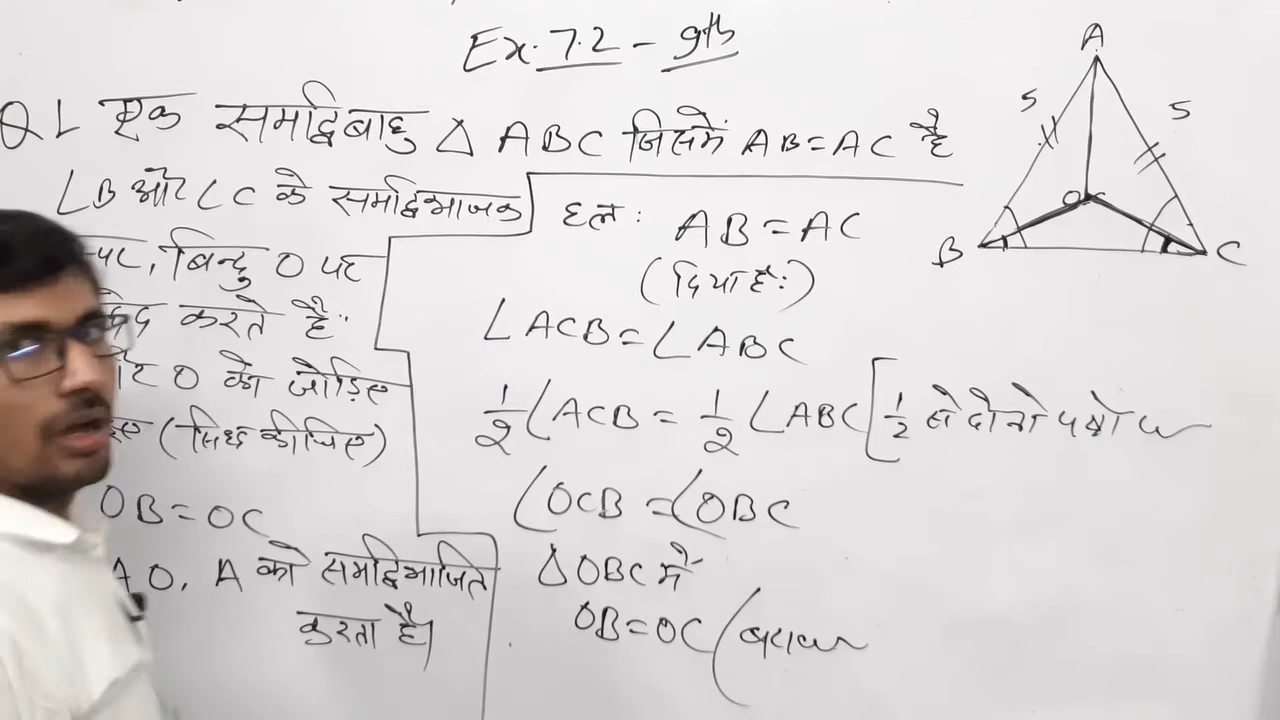 Ex. 7.2 - 9th
Q1 एक समद्विबाहु Δ ABC जिसमें AB=AC है
∠B और ∠C के समद्विभाजक
पर, बिन्दु O पर
करते है:
O को जोड़िए
(सिद्ध कीजिए)
OB=OC
AO, A को समद्विभाजित
करता है|
हल: AB=AC
(दिया है:)
∠ACB=∠ABC
1/2 ∠ACB = 1/2 ∠ABC [1/2 से दोनो पक्षो
∠OCB =∠OBC
Δ OBC में
OB=OC (बराबर
A
5
5
O
B
C